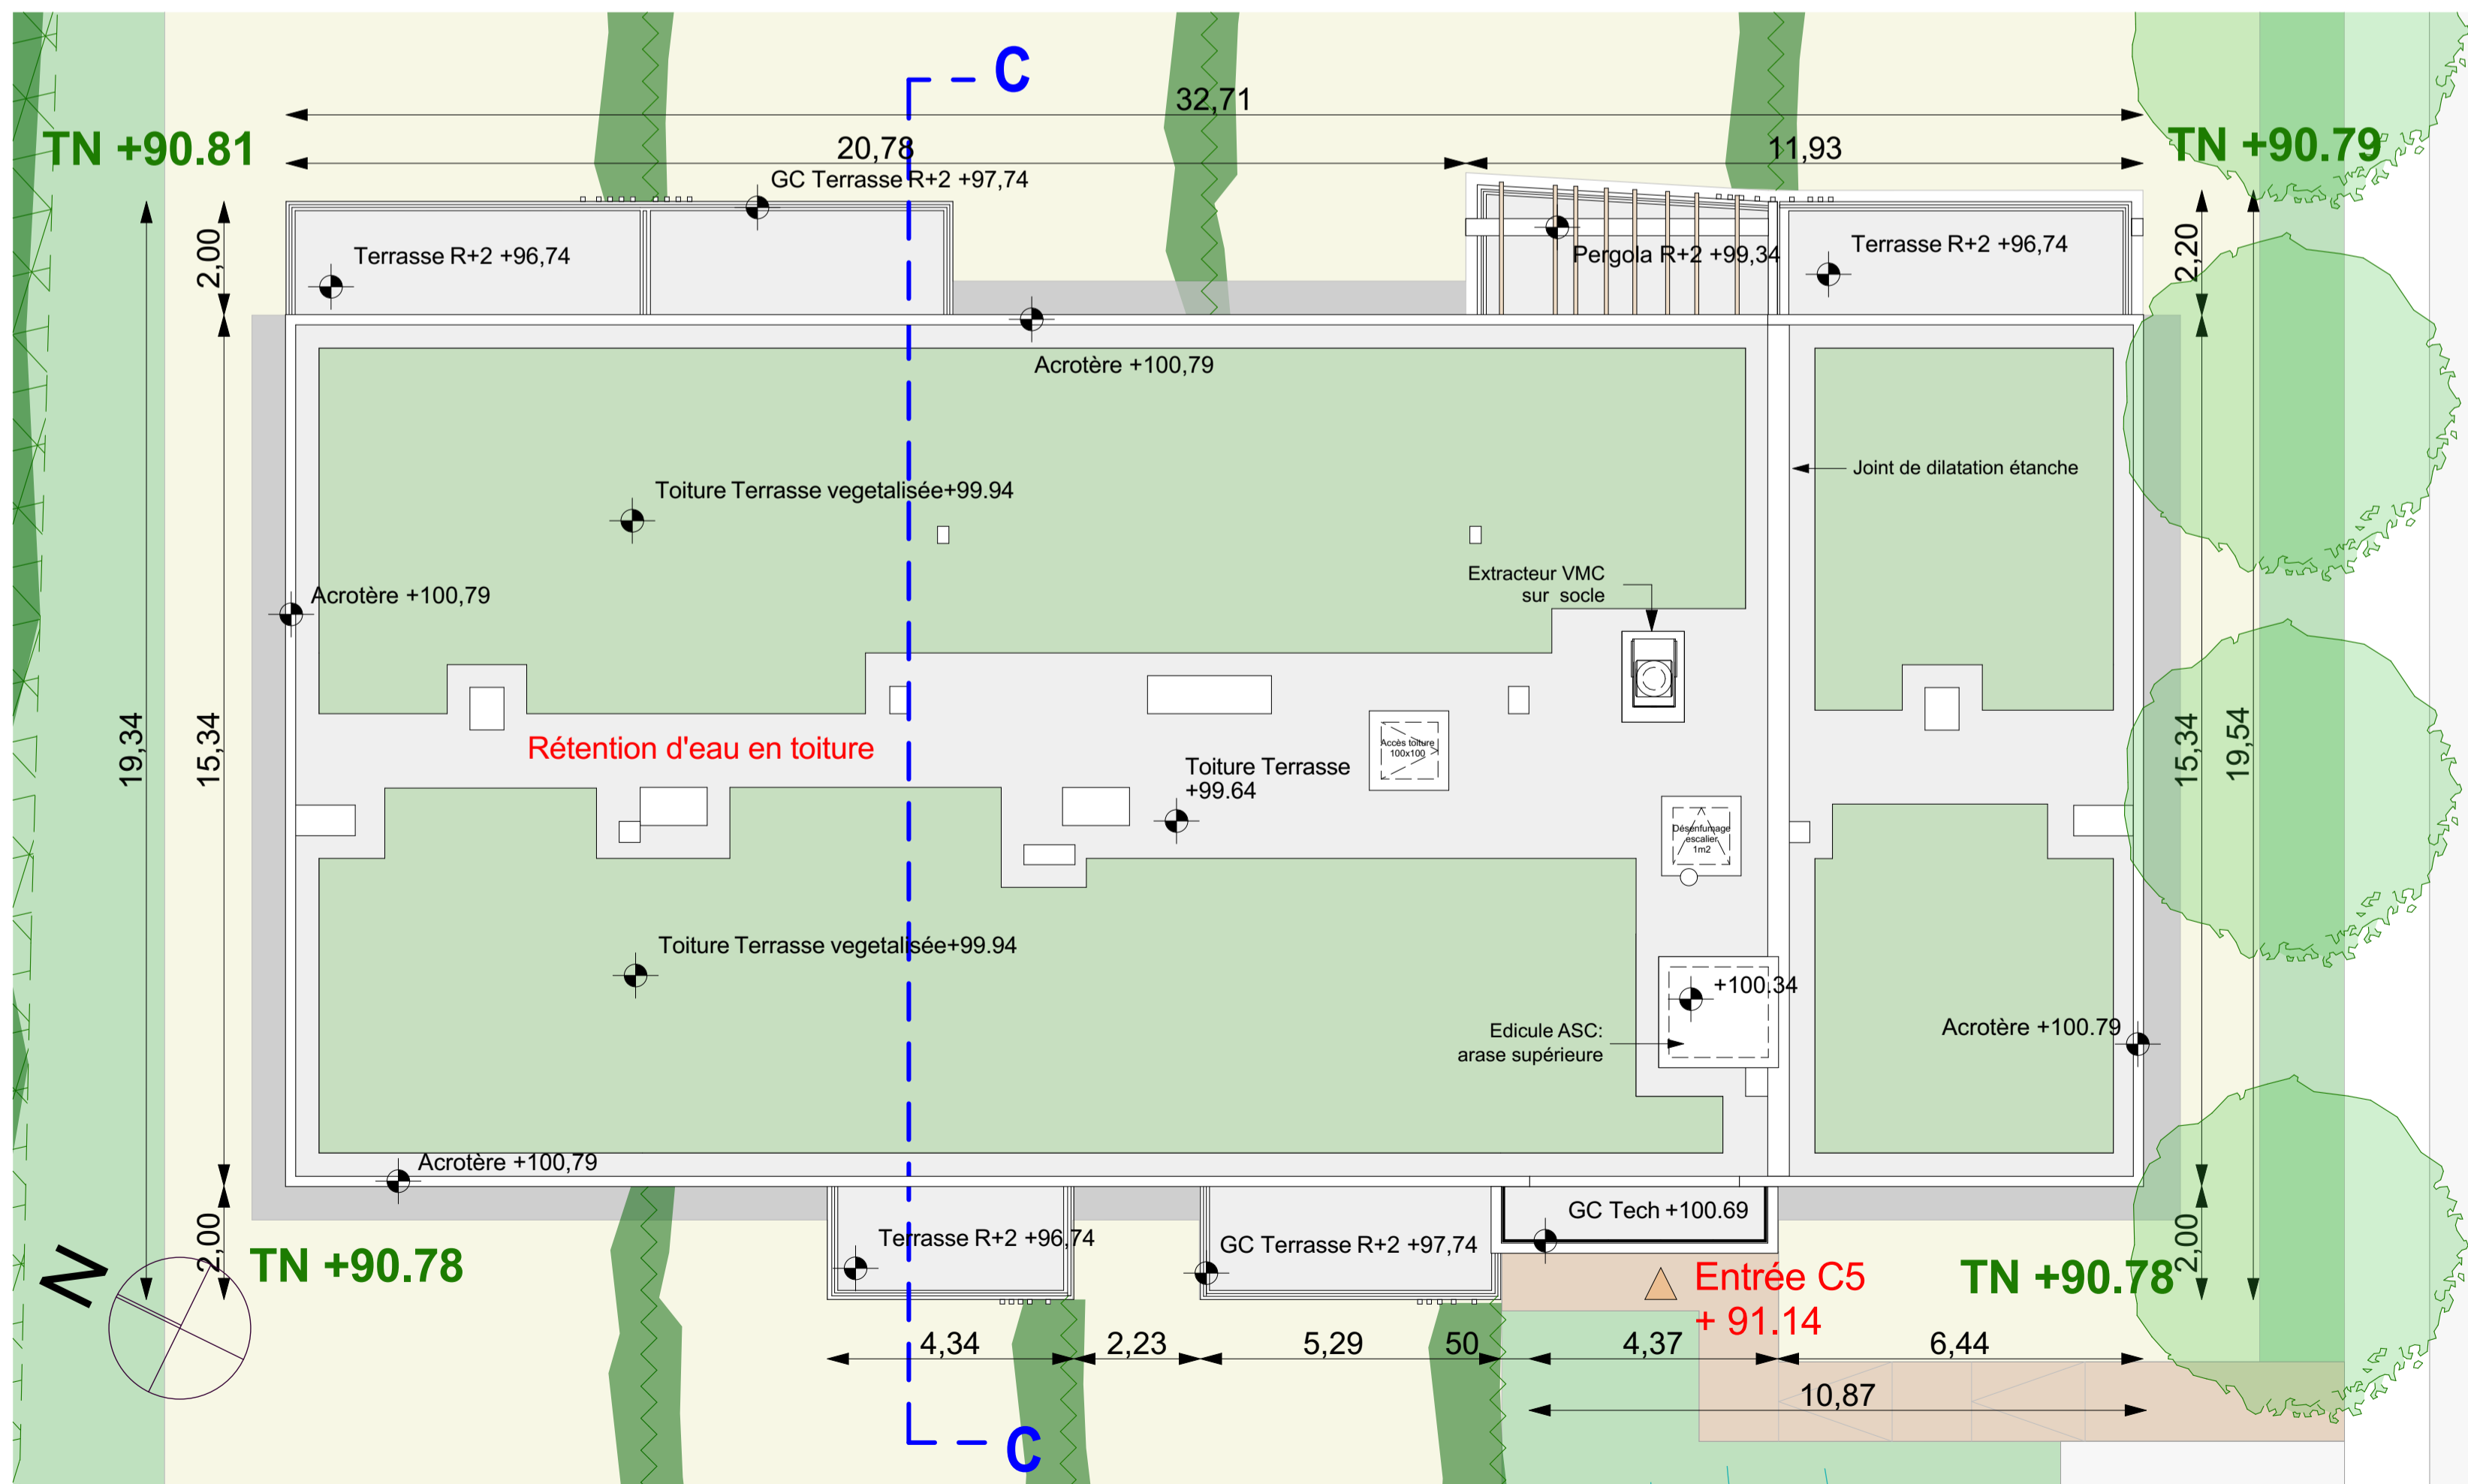 C
32,71
TN +90.81
20,78
11,93
TN +90.79
GC Terrasse R+2 +97,74
2,00
Terrasse R+2 +96,74
Pergola R+2 +99,34
Terrasse R+2 +96,74
2,20
Acrotère +100,79
Joint de dilatation étanche
Toiture Terrasse vegetalisée+99.94
Extracteur VMC
sur socle
Acrotère +100,79
19,34
15,34
Rétention d'eau en toiture
Accès toiture
100x100
Toiture Terrasse
+99.64
15,34
19,54
Désenfumage
escalier
1m2
Toiture Terrasse vegetalisée+99.94
+100.34
Edicule ASC:
arase supérieure
Acrotère +100.79
Acrotère +100,79
GC Tech +100.69
2,00
Terrasse R+2 +96,74
GC Terrasse R+2 +97,74
2,00
N
TN +90.78
Entrée C5
+ 91.14
TN +90.78
4,34
2,23
5,29
50
4,37
6,44
10,87
C